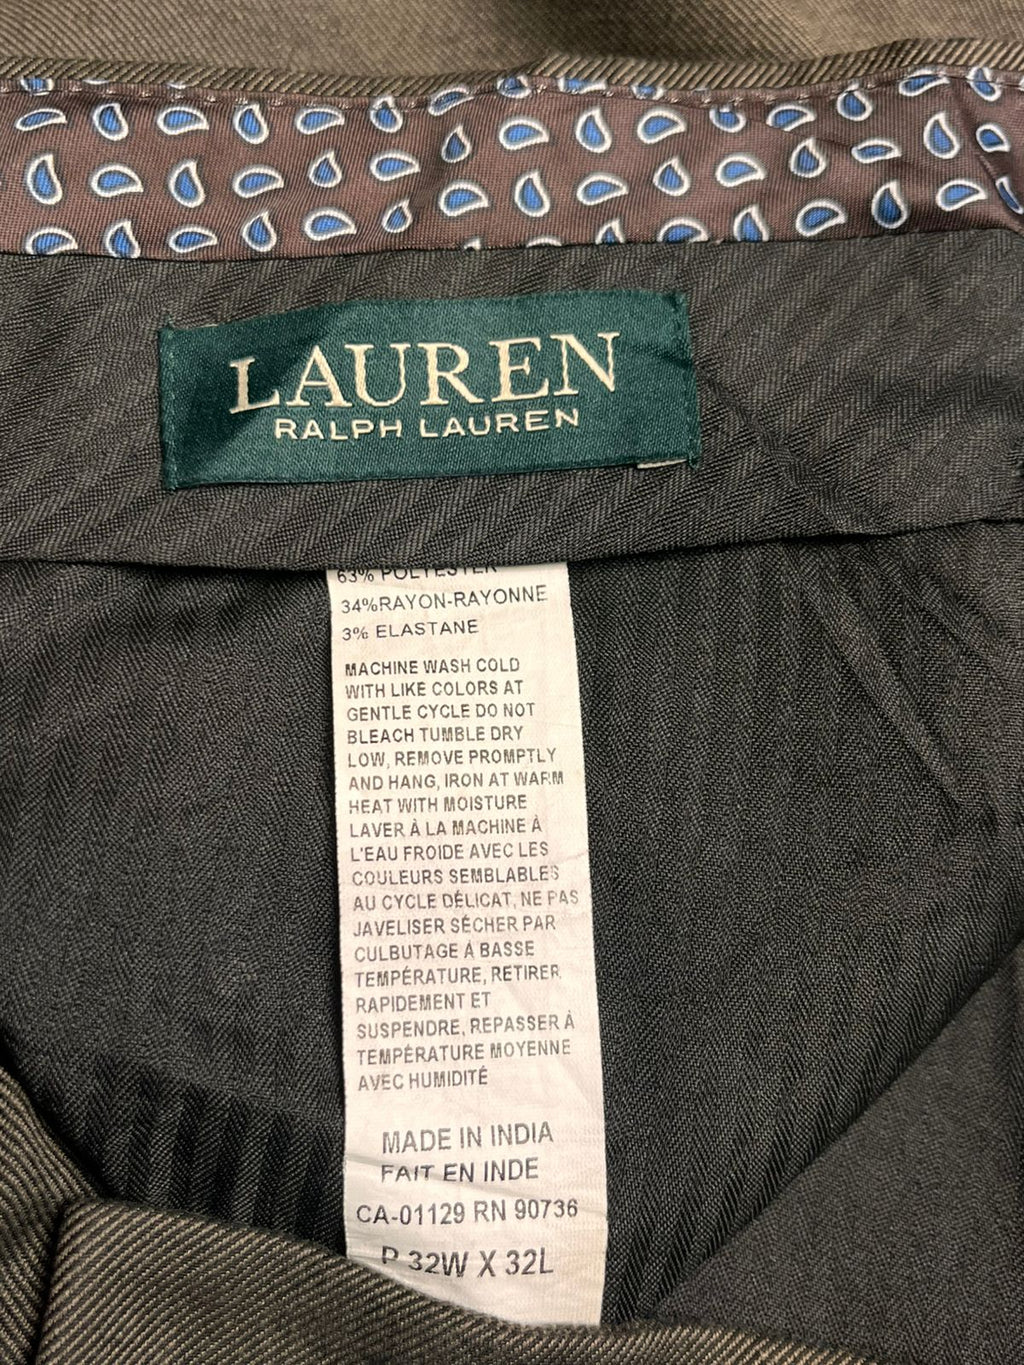 LAUREN
RALPH LAUREN
63% POLYESTER
34%RAYON-RAYONNE
3% ELASTANE
MACHINE WASH COLD
WITH LIKE COLORS AT
GENTLE CYCLE DO NOT
BLEACH TUMBLE DRY
LOW, REMOVE PROMPTLY
AND HANG, IRON AT WARM
HEAT WITH MOISTURE
LAVER À LA MACHINE À
L'EAU FROIDE AVEC LES
COULEURS SEMBLABLES
AU CYCLE DÉLICAT, NE PAS
JAVELISER SÉCHER PAR
CULBUTAGE À BASSE
TEMPÉRATURE, RETIRER
RAPIDEMENT ET
SUSPENDRE, REPASSER À
TEMPÉRATURE MOYENNE
AVEC HUMIDITÉ
MADE IN INDIA
FAIT EN INDE
CA-01129 RN 90736
P 32W X 32L